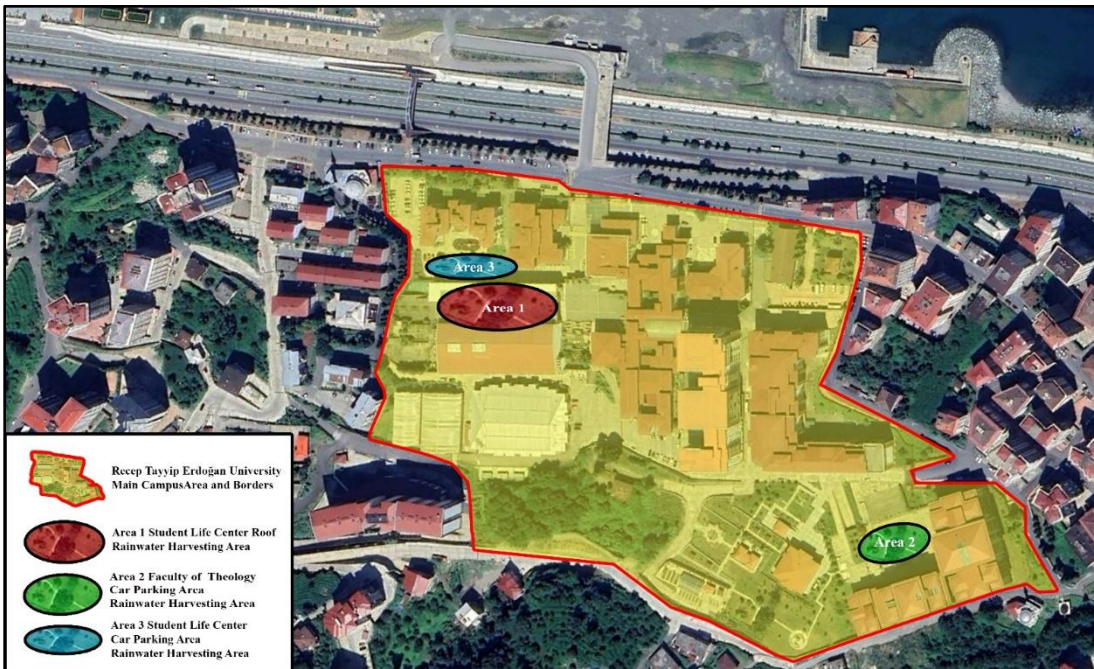 Area 3
Area 1
Area 2
Recep Tayyip Erdoğan University
Main CampusArea and Borders
Area 1 Student Life Center Roof
Rainwater Harvesting Area
Area 2 Faculty of Theology
Car Parking Area
Rainwater Harvesting Area
Area 3 Student Life Center
Car Parking Area
Rainwater Harvesting Area